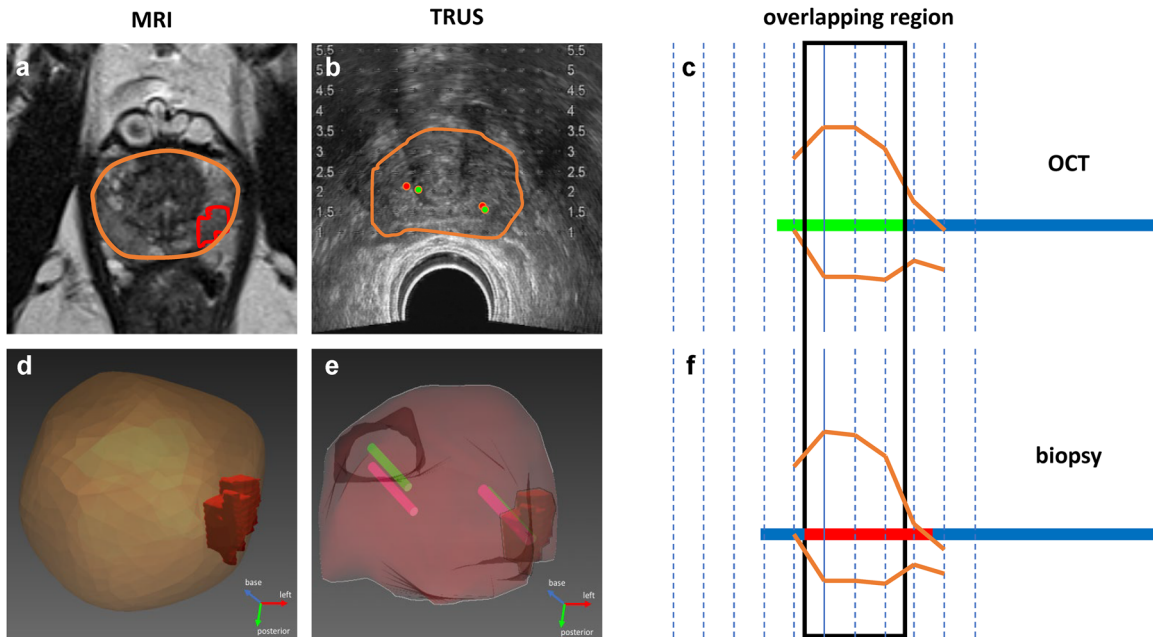 MRI
TRUS
overlapping region
a
b
c
5.5 5.5
5 5
4.5 4.5
4 4
3.5 3.5
3 3
2.5 2.5
2 2
1.5 1.5
1 1
OCT
d
e
f
biopsy
base
left
posterior
base
left
posterior